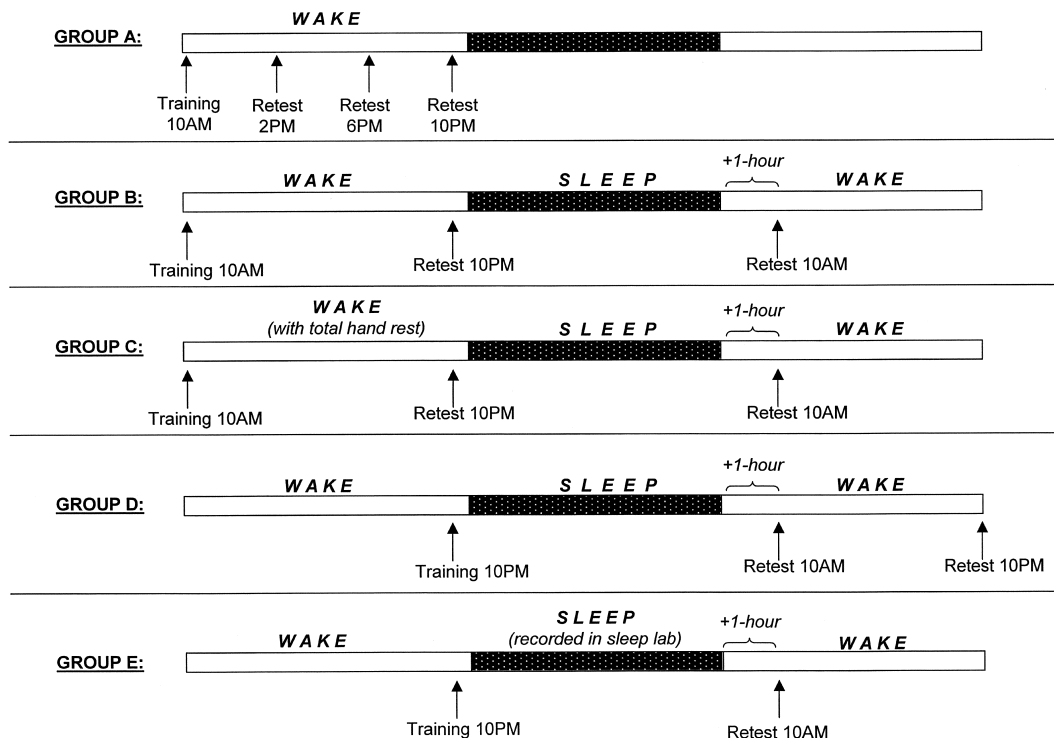 WAKE
GROUP A:
Training Retest Retest Retest
10AM 2PM 6PM 10PM
+1-hour
WAKE SLEEP WAKE
GROUP B:
Training 10AM Retest 10PM Retest 10AM
WAKE +1-hour
(with total hand rest) SLEEP WAKE
GROUP C:
Training 10AM Retest 10PM Retest 10AM
+1-hour
WAKE SLEEP WAKE
GROUP D:
Training 10PM Retest 10AM Retest 10PM
SLEEP +1-hour
WAKE (recorded in sleep lab) WAKE
GROUP E:
Training 10PM Retest 10AM